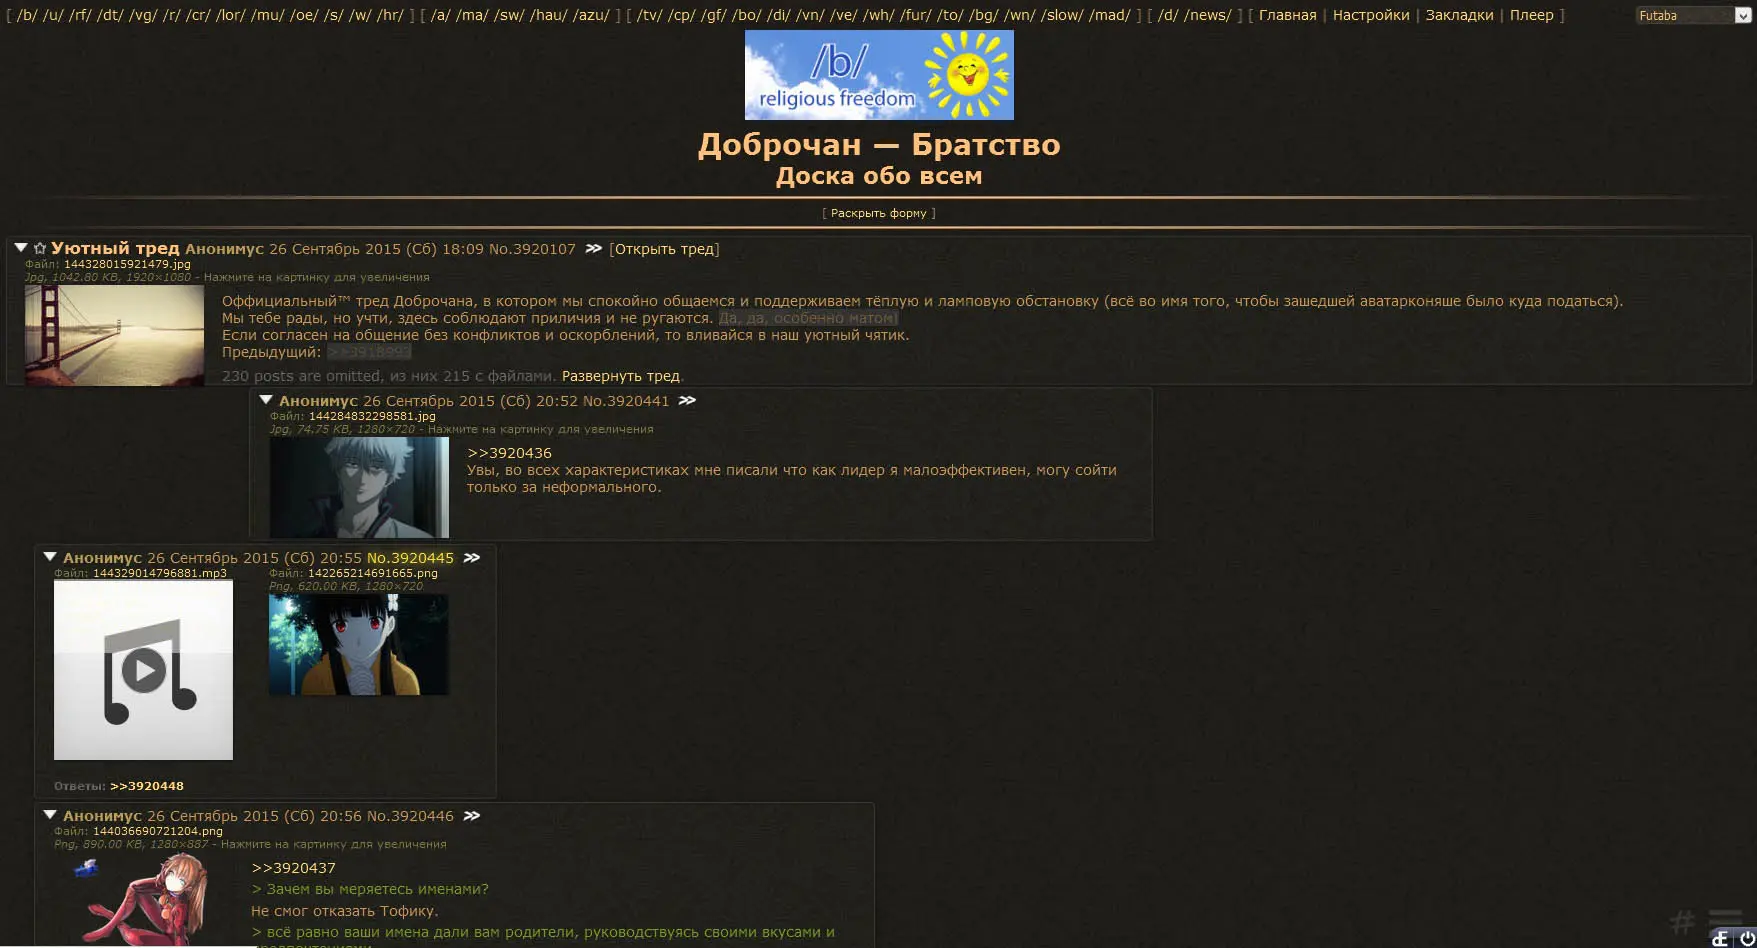 [ /b/ /u/ /rf/ /dt/ /vg/ /r/ /cr/ /lor/ /mu/ /oe/ /s/ /w/ /hr/ ] [ /a/ /ma/ /sw/ /hau/ /azu/ ] [ /tv/ /cp/ /gf/ /bo/ /di/ /vn/ /ve/ /wh/ /fur/ /to/ /bg/ /wn/ /slow/ /mad/ ] [ /d/ /news/ ] [ Главная | Настройки | Закладки | Плеер ] Futaba
/b/
religious freedom
Доброчан — Братство
Доска обо всем
[ Раскрыть форму ]
Уютный тред Анонимус 26 Сентябрь 2015 (Сб) 18:09 No.3920107 [Открыть тред]
Файл: 144328015921479.jpg
Jpg, 1042.80 KB, 1920×1080 - Нажмите на картинку для увеличения
Оффициальный™ тред Доброчана, в котором мы спокойно общаемся и поддерживаем тёплую и ламповую обстановку (всё во имя того, чтобы зашедшей аватарконяше было куда податься).
Мы тебе рады, но учти, здесь соблюдают приличия и не ругаются. Да, да, особенно матом!
Если согласен на общение без конфликтов и оскорблений, то вливайся в наш уютный чятик.
Предыдущий:
230 posts are omitted, из них 215 с файлами. Развернуть тред.
Анонимус 26 Сентябрь 2015 (Сб) 20:52 No.3920441
Файл: 144284832298581.jpg
Jpg, 74.75 KB, 1280×720 - Нажмите на картинку для увеличения
>>3920436
Увы, во всех характеристиках мне писали что как лидер я малоэффективен, могу сойти
только за неформального.
Анонимус 26 Сентябрь 2015 (Сб) 20:55 No.3920445
Файл: 144329014796881.mp3
Файл: 142265214691665.png
Png, 620.00 KB, 1280×720
Ответы: >>3920448
Анонимус 26 Сентябрь 2015 (Сб) 20:56 No.3920446
Файл: 144036690721204.png
Png, 890.00 KB, 1280×887 - Нажмите на картинку для увеличения
>>3920437
> Зачем вы меряетесь именами?
Не смог отказать Тофику.
> всё равно ваши имена дали вам родители, руководствуясь своими вкусами и
#